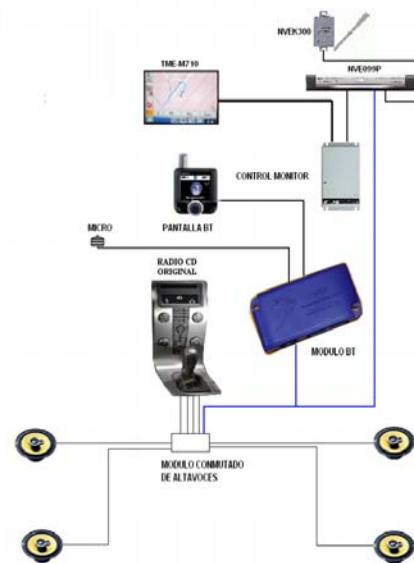 NVEK300
NVE099P
TME-M710
CONTROL MONITOR
PANTALLA BT
MICRO
RADIO CD
ORIGINAL
MODULO BT
MODULO CONMUTADO
DE ALTAVOCES